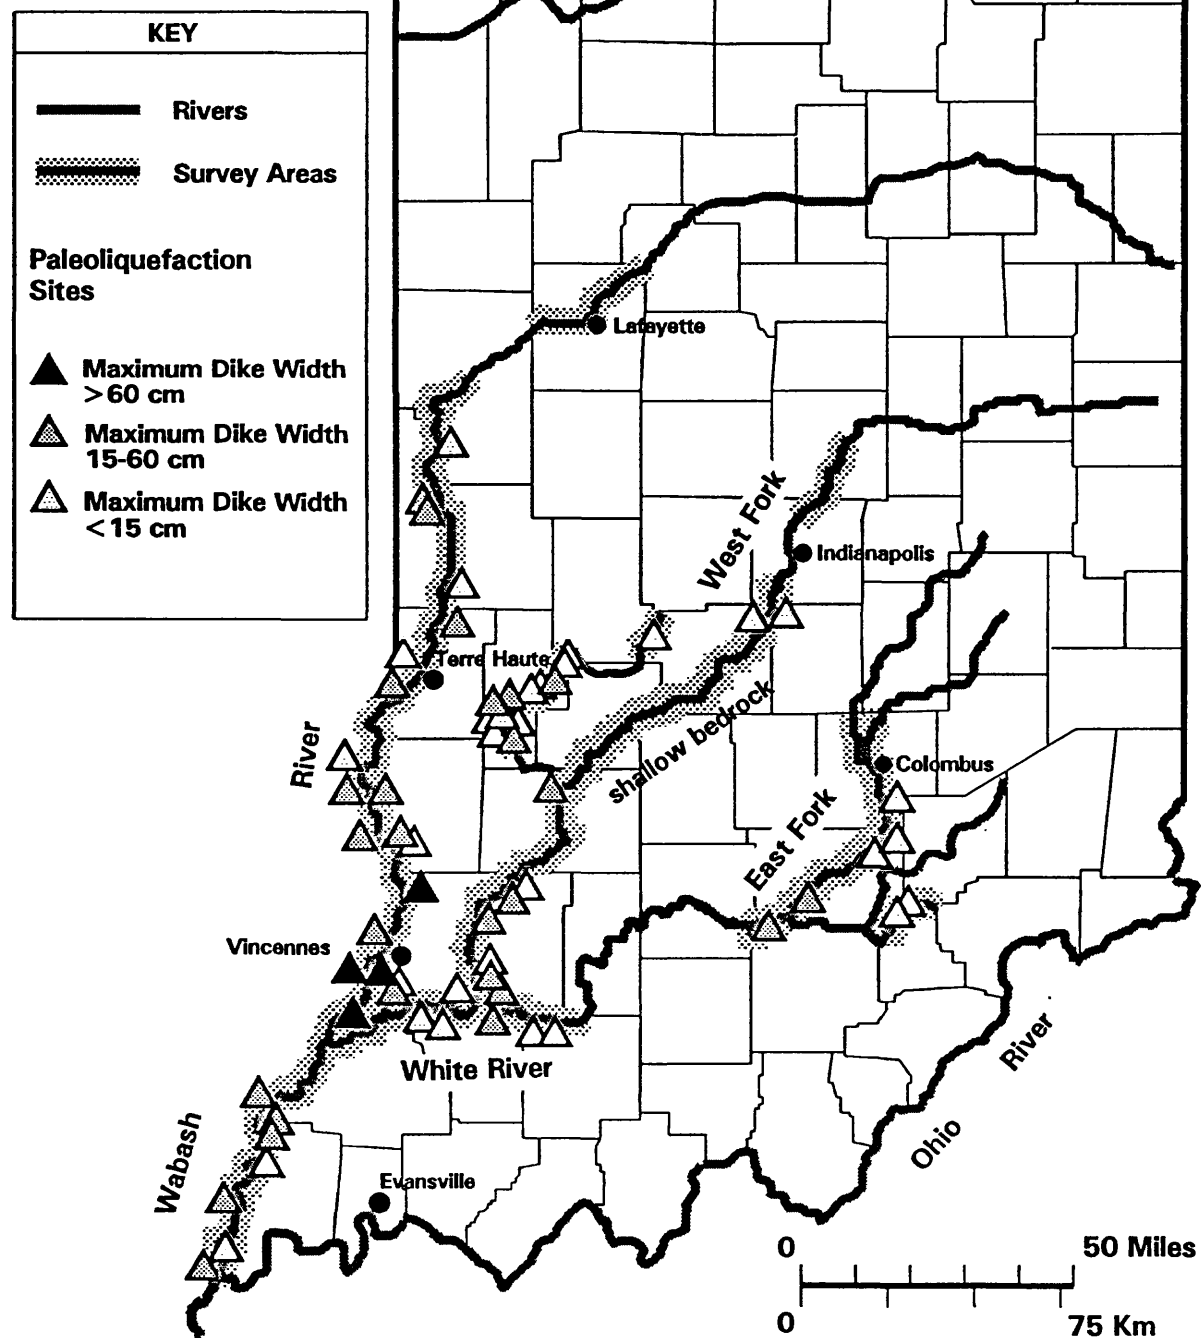 KEY
Rivers
Survey Areas
Paleoliquefaction
Sites
Maximum Dike Width
>60 cm
Maximum Dike Width
15-60 cm
Maximum Dike Width
<15 cm
Lafayette
West Fork
Indianapolis
Terre Haute
River
shallow bedrock
Colombus
East Fork
Vincennes
White River
River
Ohio
Wabash
Evansville
0 50 Miles
0 75 Km